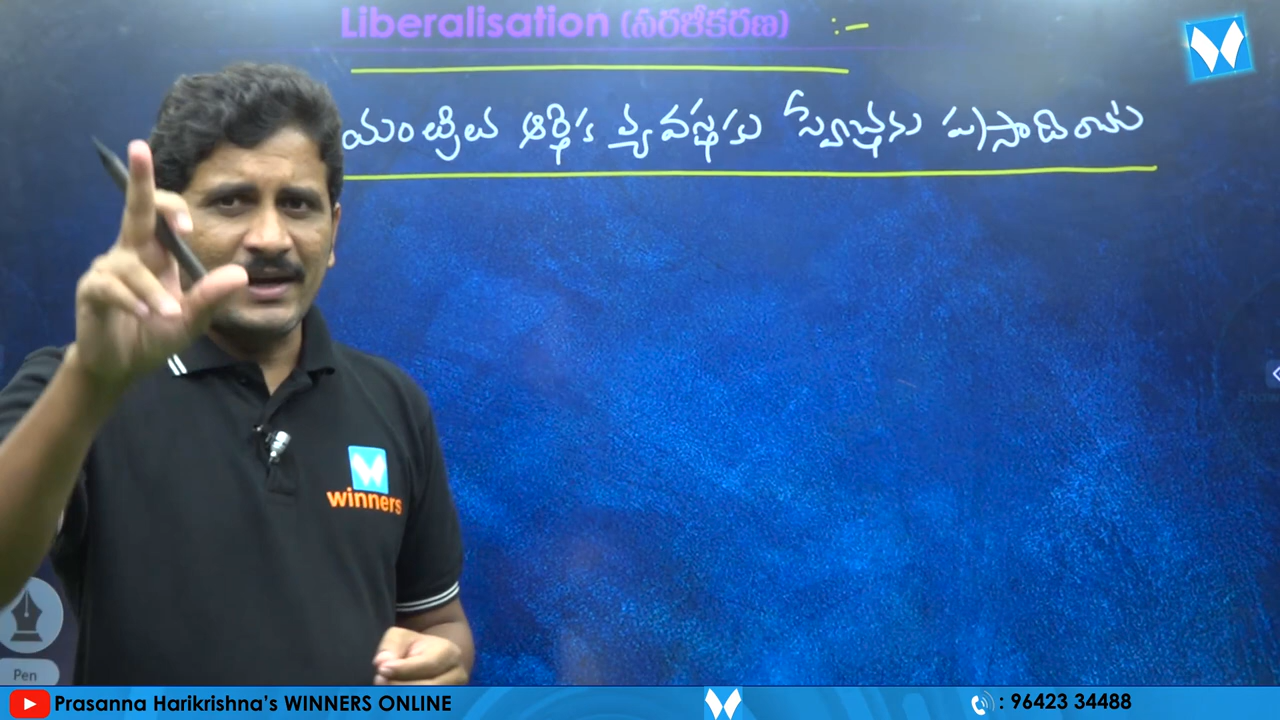 Liberalisation (సరళీకరణ) :-
యంత్రిత ఆర్థిక వ్యవస్థకు స్వేచ్ఛను ప్రసాదించుట
winners
Pen
Prasanna Harikrishna's WINNERS ONLINE
: 96423 34488